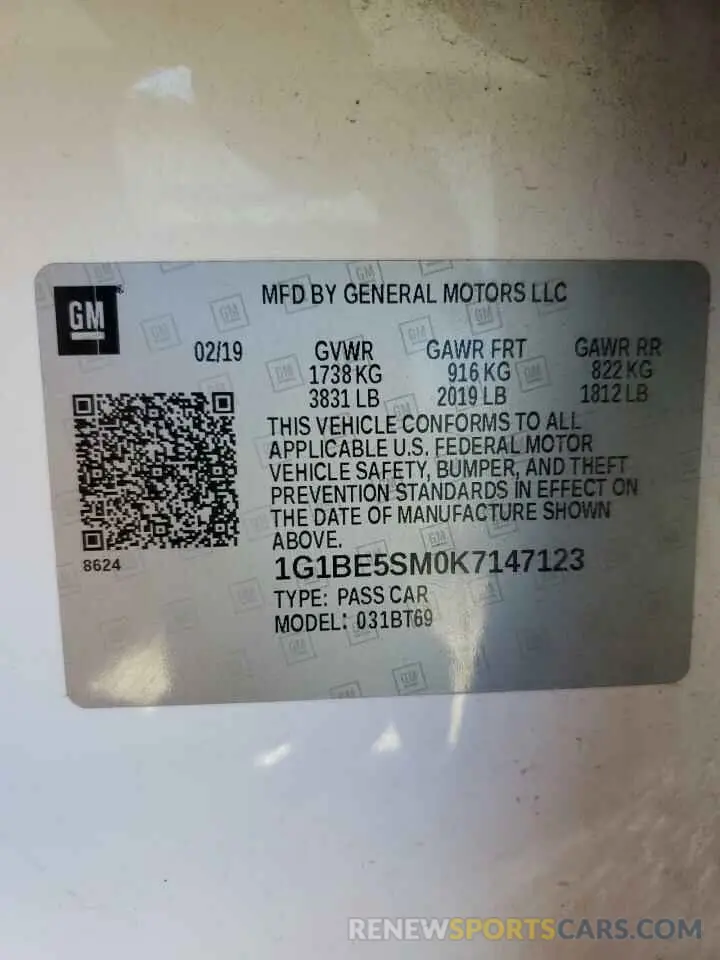 GM
MFD BY GENERAL MOTORS LLC
02/19 GVWR GAWR FRT GAWR RR
1738 KG 916 KG 822 KG
3831 LB 2019 LB 1812 LB
THIS VEHICLE CONFORMS TO ALL
APPLICABLE U.S. FEDERAL MOTOR
VEHICLE SAFETY, BUMPER, AND THEFT
PREVENTION STANDARDS IN EFFECT ON
THE DATE OF MANUFACTURE SHOWN
ABOVE.
8624
1G1BE5SM0K7147123
TYPE: PASS CAR
MODEL: 031BT69
RENEWSPORTSCARS.COM